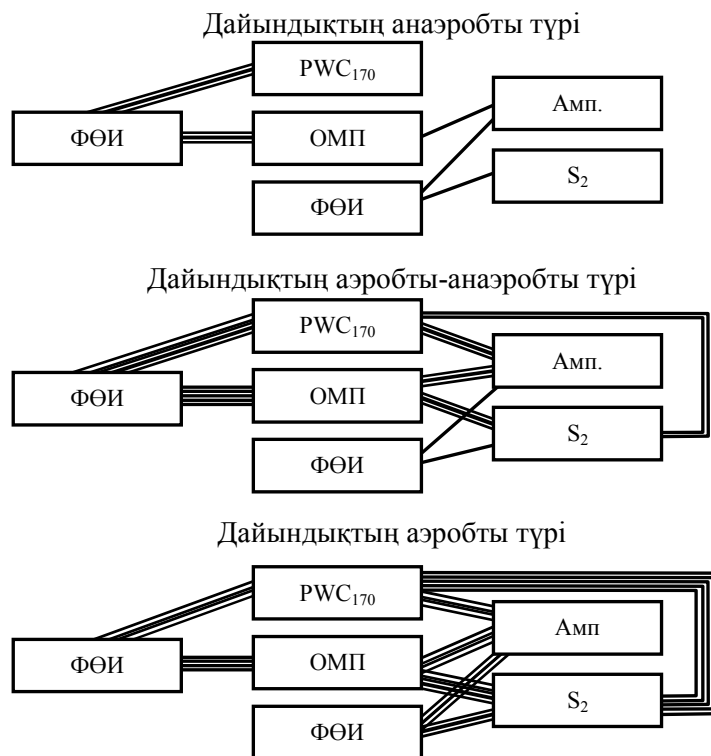 Дайындықтың анаэробты түрі
PWC₁₇₀
Амп.
ФӨИ
ОМП
S₂
ФӨИ
Дайындықтың аэробты-анаэробты түрі
PWC₁₇₀
Амп.
ФӨИ
ОМП
S₂
ФӨИ
Дайындықтың аэробты түрі
PWC₁₇₀
Амп
ФӨИ
ОМП
S₂
ФӨИ